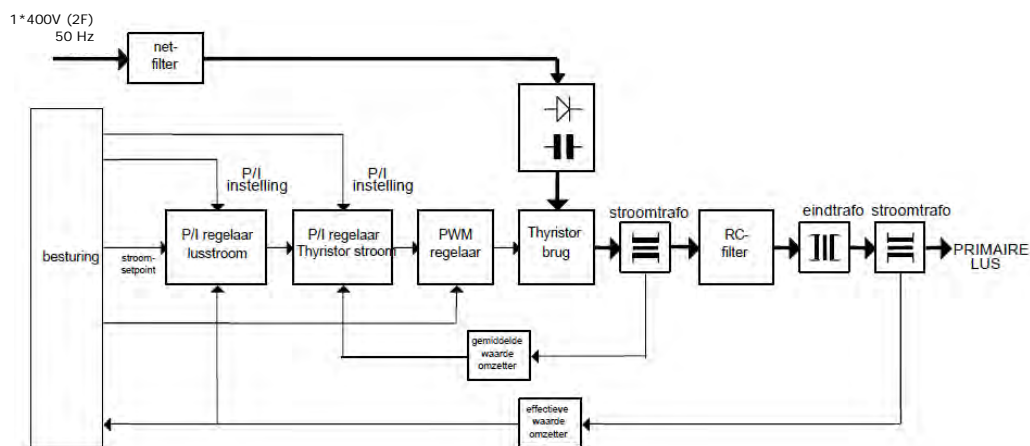 1*400V (2F)
50 Hz
net-
filter
P/I
instelling
P/I
instelling
besturing
stroom-
setpoint
P/I regelaar
lusstroom
P/I regelaar
Thyristor stroom
PWM
regelaar
Thyristor
brug
stroomtrafo
RC-
filter
eindtrafo
stroomtrafo
PRIMAIRE
LUS
gemiddelde
waarde
omzetter
effectieve
waarde
omzetter